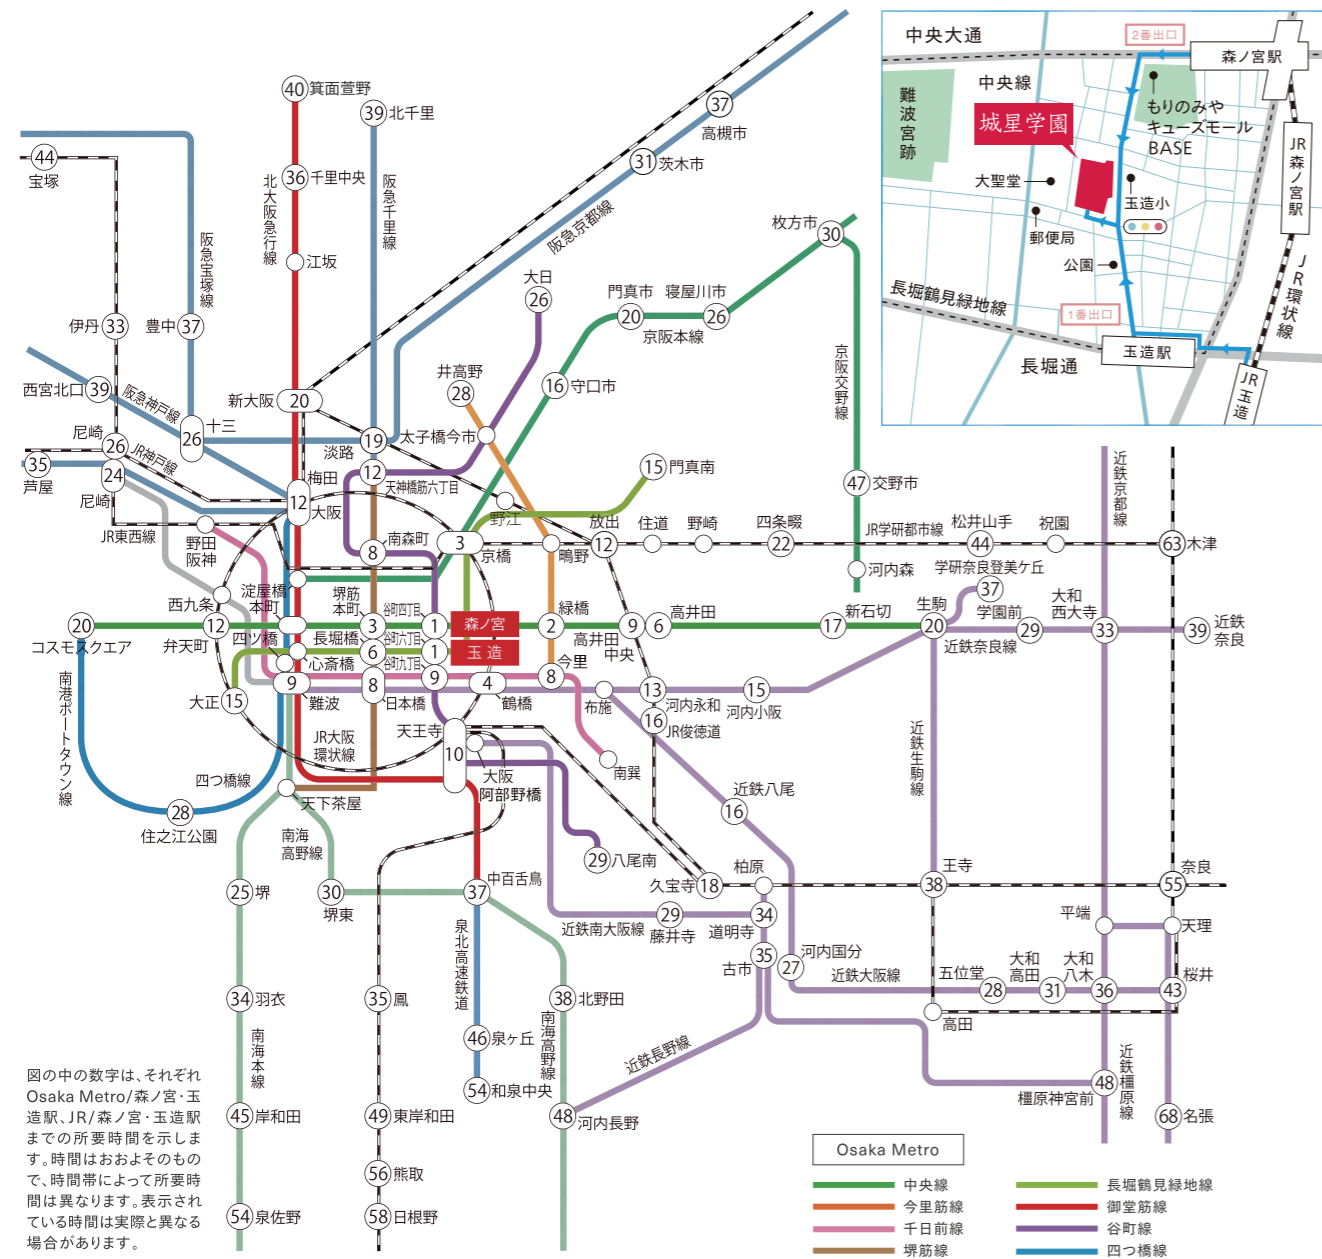 中央大通
2番出口
森ノ宮駅
中央線
難波宮跡
もりのみや
キューズモール
BASE
城星学園
JR森ノ宮駅
大聖堂
玉造小
郵便局
公園
JR環状線
長堀鶴見緑地線
1番出口
玉造駅
長堀通
JR玉造
40 箕面萱野
39 北千里
37
高槻市
44
宝塚
36 千里中央
31 茨木市
北大阪急行線
阪急千里線
阪急宝塚線
阪急京都線
江坂
枚方市
30
大日
26
門真市
20
寝屋川市
26
京阪本線
伊丹 33
豊中 37
京阪交野線
井高野
28
16 守口市
西宮北口 39
阪急神戸線
新大阪 20
十三
26
尼崎
26
JR神戸線
淡路
19
太子橋今市
35
芦屋
24
尼崎
梅田
12
大阪
12
天神橋筋六丁目
15 門真南
47 交野市
野江
JR東西線
野田
阪神
南森町
8
3
京橋
鴫野
放出
12
住道
野崎
四条畷
22
JR学研都市線
松井山手
44
祝園
63 木津
近鉄京都線
河内森
淀屋橋
本町
堺筋
本町
3
谷町四丁目
1
森ノ宮
緑橋
2
高井田
中央
9
6
高井田
新石切
17
生駒
20
学研奈良登美ケ丘
37
学園前
29
近鉄奈良線
大和
西大寺
33
39
近鉄
奈良
西九条
20
コスモスクエア
12
弁天町
四ツ橋
長堀橋
6
谷町六丁目
1
玉造
心斎橋
谷町九丁目
9
今里
8
大正
15
9
難波
8
日本橋
4
鶴橋
布施
13
河内永和
15
河内小阪
16
JR俊徳道
南港ポートタウン線
JR大阪
環状線
天王寺
10
大阪
阿部野橋
南巽
近鉄生駒線
四つ橋線
28
住之江公園
天下茶屋
近鉄八尾
16
南海
高野線
29 八尾南
25 堺
30
堺東
37
中百舌鳥
久宝寺 18
柏原
王寺
38
奈良
55
近鉄南大阪線
29
藤井寺
34
道明寺
平端
天理
泉北高速鉄道
35
古市
27
河内国分
近鉄大阪線
五位堂
28
大和
高田
31
大和
八木
36
桜井
43
34 羽衣
35 鳳
38 北野田
高田
南海本線
46 泉ヶ丘
南海高野線
近鉄長野線
54 和泉中央
48
橿原神宮前
近鉄橿原線
45 岸和田
49 東岸和田
48 河内長野
68 名張
56 熊取
54 泉佐野
58 日根野
図の中の数字は、それぞれ
Osaka Metro/森ノ宮・玉
造駅、JR/森ノ宮・玉造駅
までの所要時間を示しま
す。時間はおおよそのもの
で、時間帯によって所要時
間は異なります。表示され
ている時間は実際と異なる
場合があります。
Osaka Metro
中央線
長堀鶴見緑地線
今里筋線
御堂筋線
千日前線
谷町線
堺筋線
四つ橋線